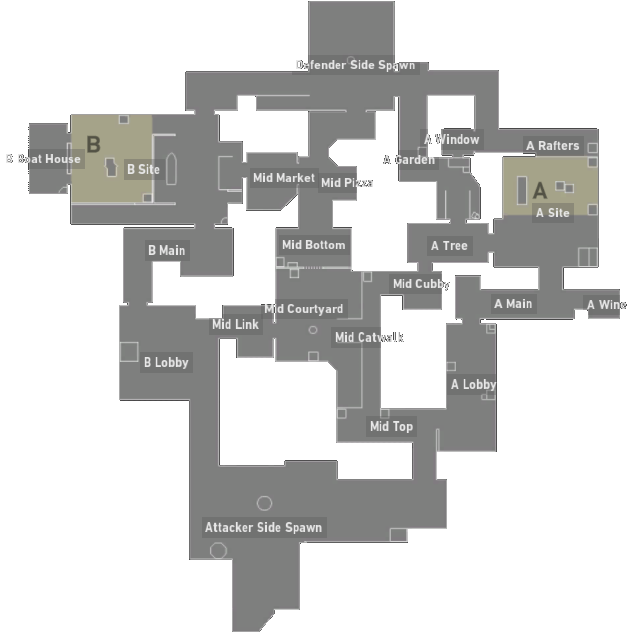 Defender Side Spawn
A Window
A Rafters
B
B Boat House
B Site
A Garden
Mid Market
Mid Pizza
A
A Site
B Main
Mid Bottom
A Tree
Mid Cubby
Mid Courtyard
A Main
A Wine
Mid Link
Mid Catwalk
B Lobby
A Lobby
Mid Top
Attacker Side Spawn